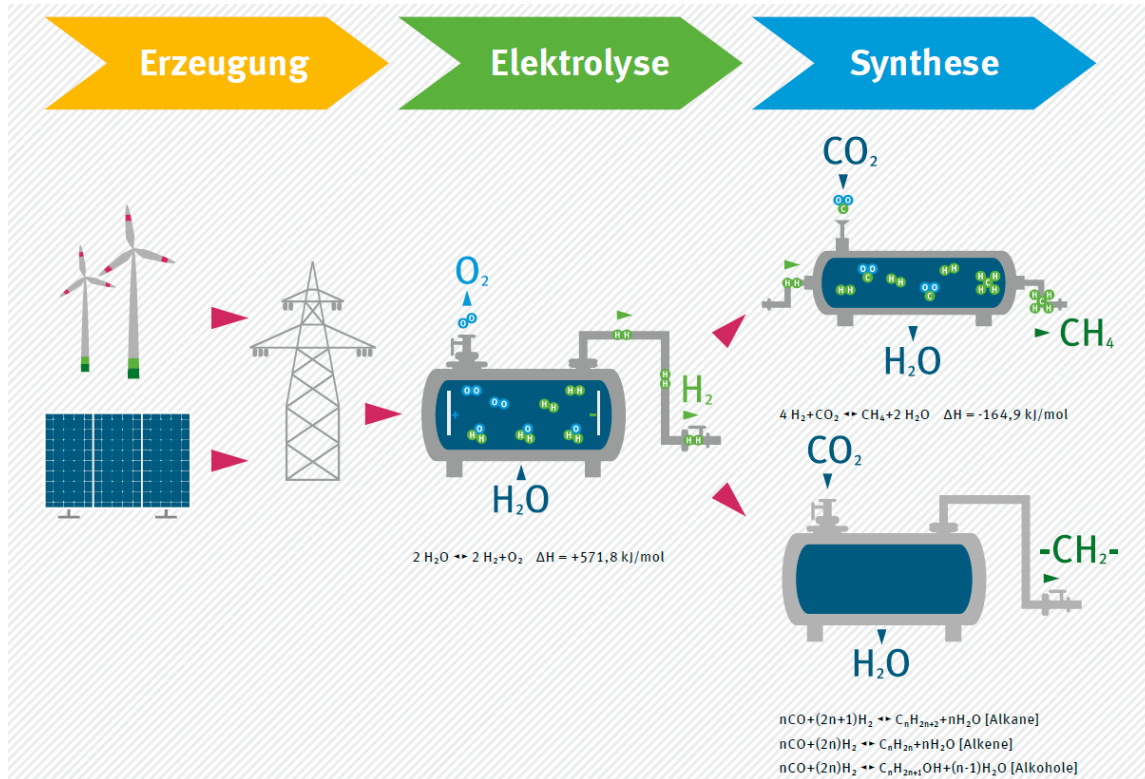 Erzeugung
Elektrolyse
Synthese
O₂
O O
H H
H₂
O O
O O
H H
H H
+
-
O H H
O H H
O H H
H H
H H
H₂O
2 H₂O ↔ 2 H₂+O₂ ΔH = +571,8 kJ/mol
CO₂
O O
C
H H
O O
C
H H
H H
H H
C
H H
H H
O O
C
H H
C
H H
H₂O
CH₄
4 H₂+CO₂ ↔ CH₄+2 H₂O ΔH = -164,9 kJ/mol
CO₂
-CH₂-
H₂O
nCO+(2n+1)H₂ ↔ CₙH₂ₙ₊₂+nH₂O [Alkane]
nCO+(2n)H₂ ↔ CₙH₂ₙ+nH₂O [Alkene]
nCO+(2n)H₂ ↔ CₙH₂ₙ₊₁OH+(n-1)H₂O [Alkohole]